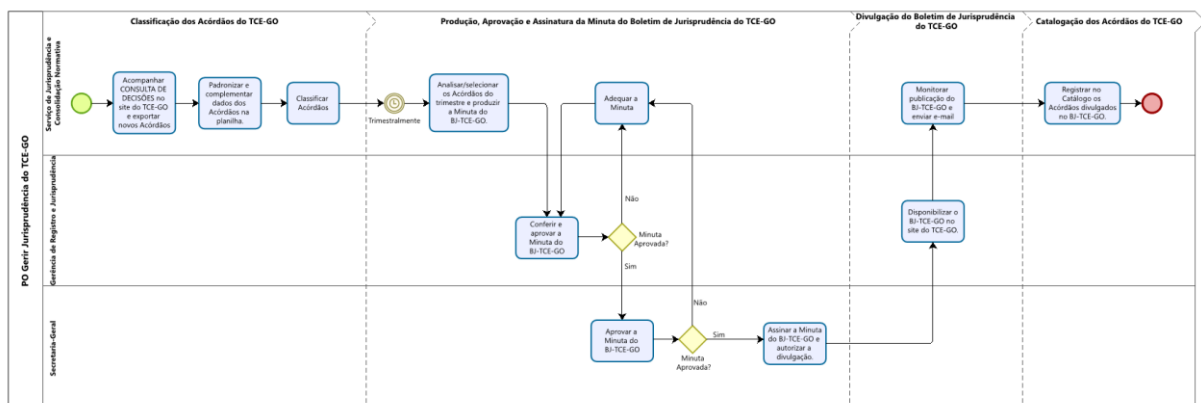 Classificação dos Acórdãos do TCE-GO
Produção, Aprovação e Assinatura da Minuta do Boletim de Jurisprudência do TCE-GO
Divulgação do Boletim de Jurisprudência
do TCE-GO
Catalogação dos Acórdãos do TCE-GO
PO Gerir Jurisprudência do TCE-GO
Serviço de Jurisprudência e
Consolidação Normativa
Acompanhar
CONSULTA DE
DECISÕES no
site do TCE-GO
e exportar
novos Acórdãos
Padronizar e
complementar
dados dos
Acórdãos na
planilha.
Classificar
Acórdãos
Trimestralmente
Analisar/selecionar
os Acórdãos do
trimestre e produzir
a Minuta do
BJ-TCE-GO.
Adequar a
Minuta
Monitorar
publicação do
BJ-TCE-GO e
enviar e-mail
Registrar no
Catálogo os
Acórdãos divulgados
no BJ-TCE-GO.
Gerência de Registro e Jurisprudência
Conferir e
aprovar a
Minuta do
BJ-TCE-GO
Não
Minuta
Aprovada?
Sim
Disponibilizar o
BJ-TCE-GO no
site do TCE-GO.
Secretaria-Geral
Aprovar a
Minuta do
BJ-TCE-GO
Não
Sim
Minuta
Aprovada?
Assinar a Minuta
do BJ-TCE-GO e
autorizar a
divulgação.